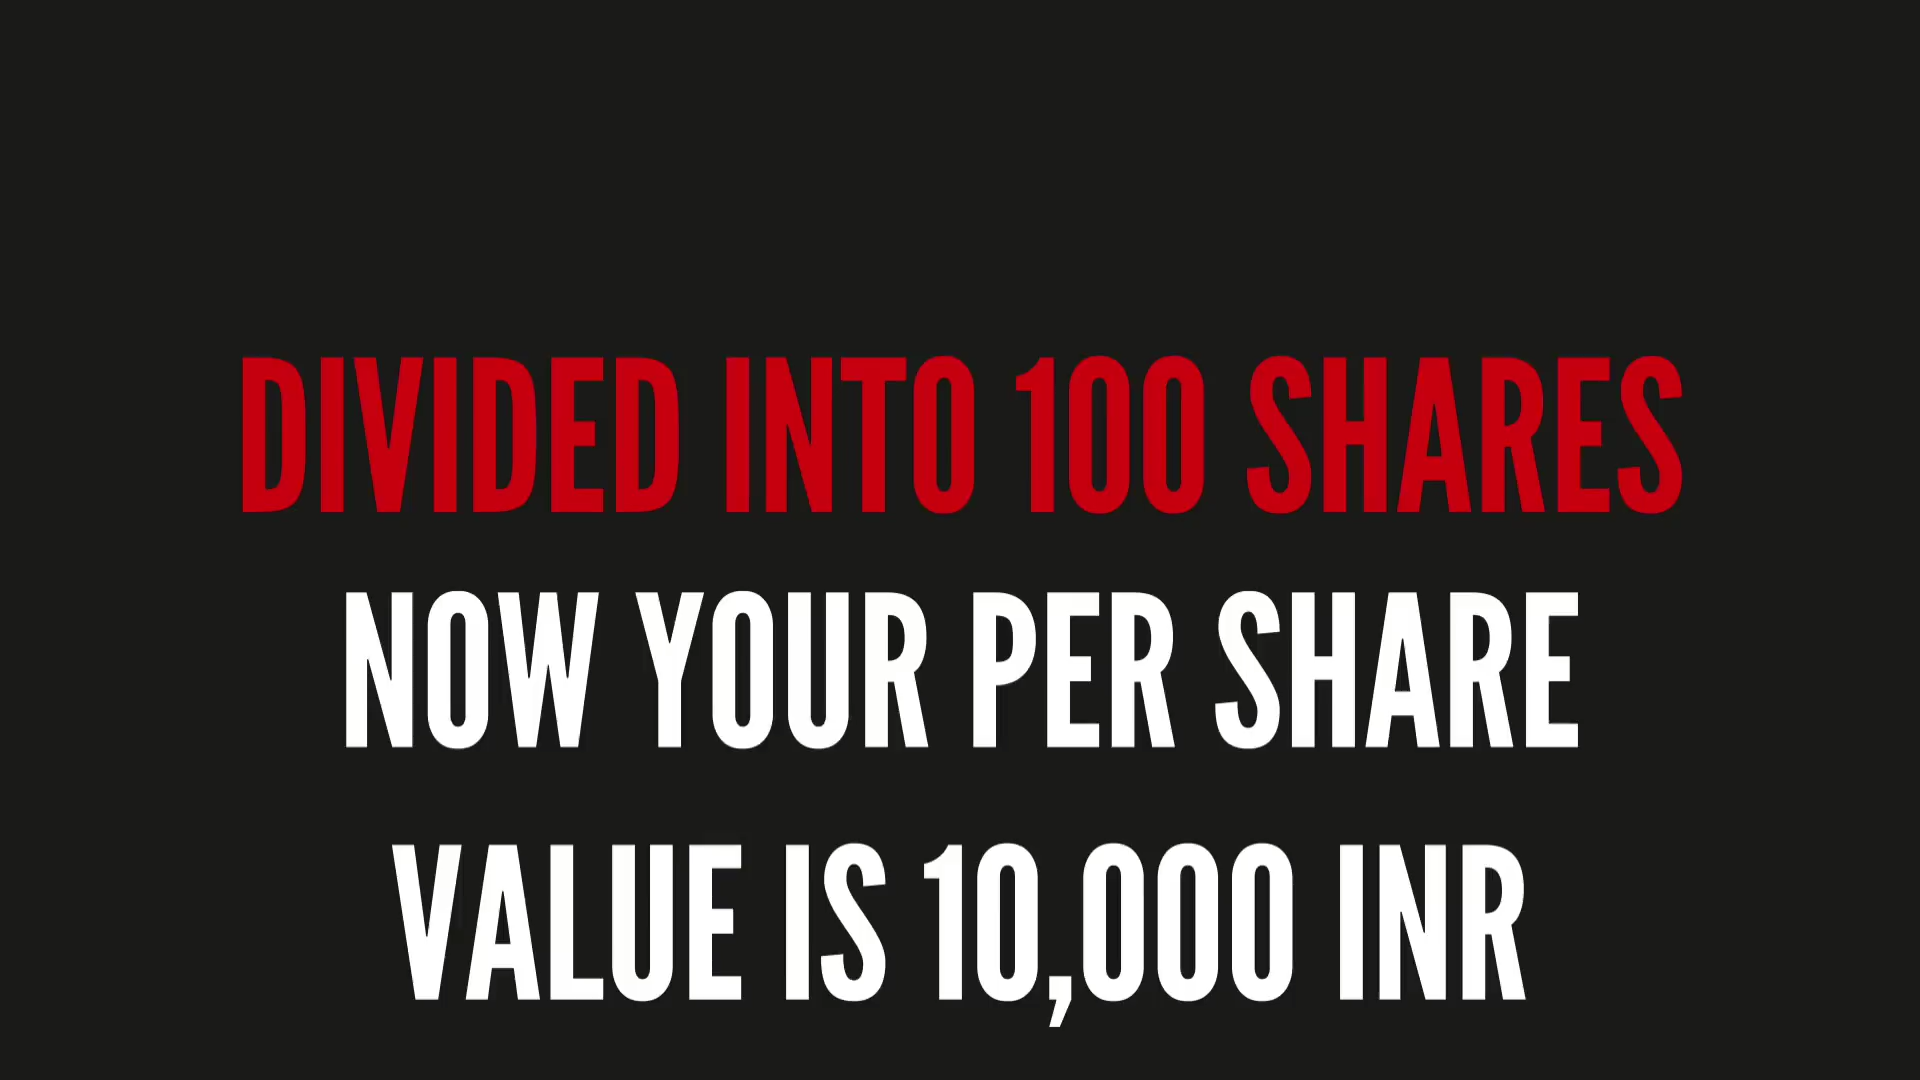 DIVIDED INTO 100 SHARES
NOW YOUR PER SHARE
VALUE IS 10,000 INR